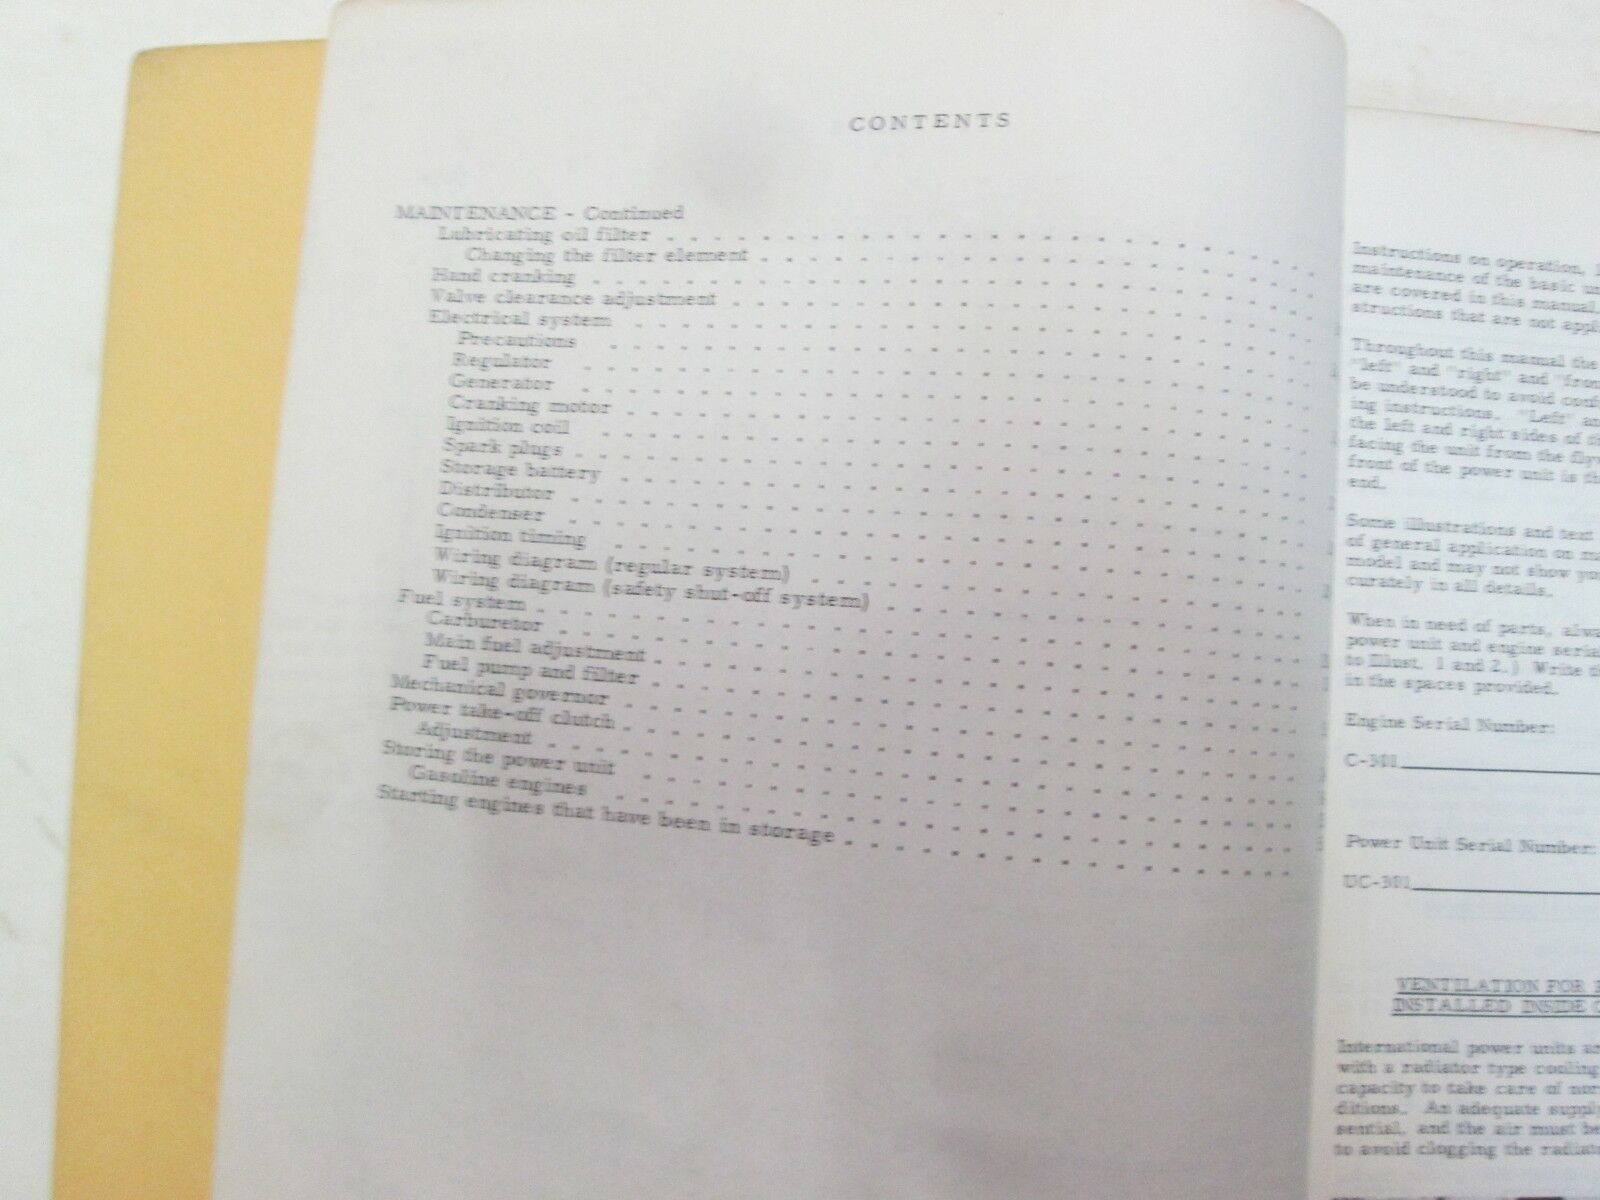 CONTENTS
MAINTENANCE - Continued
Lubricating oil filter
Changing the filter element
Hand cranking
Valve clearance adjustment
Electrical system
Precautions
Regulator
Generator
Cranking motor
Ignition coil
Spark plugs
Storage battery
Distributor
Condenser
Ignition timing
Wiring diagram (regular system)
Wiring diagram (safety shut-off system)
Fuel system
Carburetor
Main fuel adjustment
Fuel pump and filter
Mechanical governor
Power take-off clutch
Adjustment
Storing the power unit
Gasoline engines
Starting engines that have been in storage
Instructions on operation,
maintenance of the basic
are covered in this manual.
structions that are not
Throughout this manual the
"left" and "right" and
be understood to avoid
ing instructions. "Left"
the left and right sides of
facing the unit from the
front of the power unit is
end.
Some illustrations and text
of general application on
model and may not show
curately in all details.
When in need of parts,
power unit and engine
to Illust. 1 and 2.) Write
in the spaces provided.
Engine Serial Number:
C-301
Power Unit Serial Number:
UC-301
VENTILATION FOR
INSTALLED INSIDE
International power units
with a radiator type cooling
capacity to take care of
ditions. An adequate
sential, and the air must
to avoid clogging the